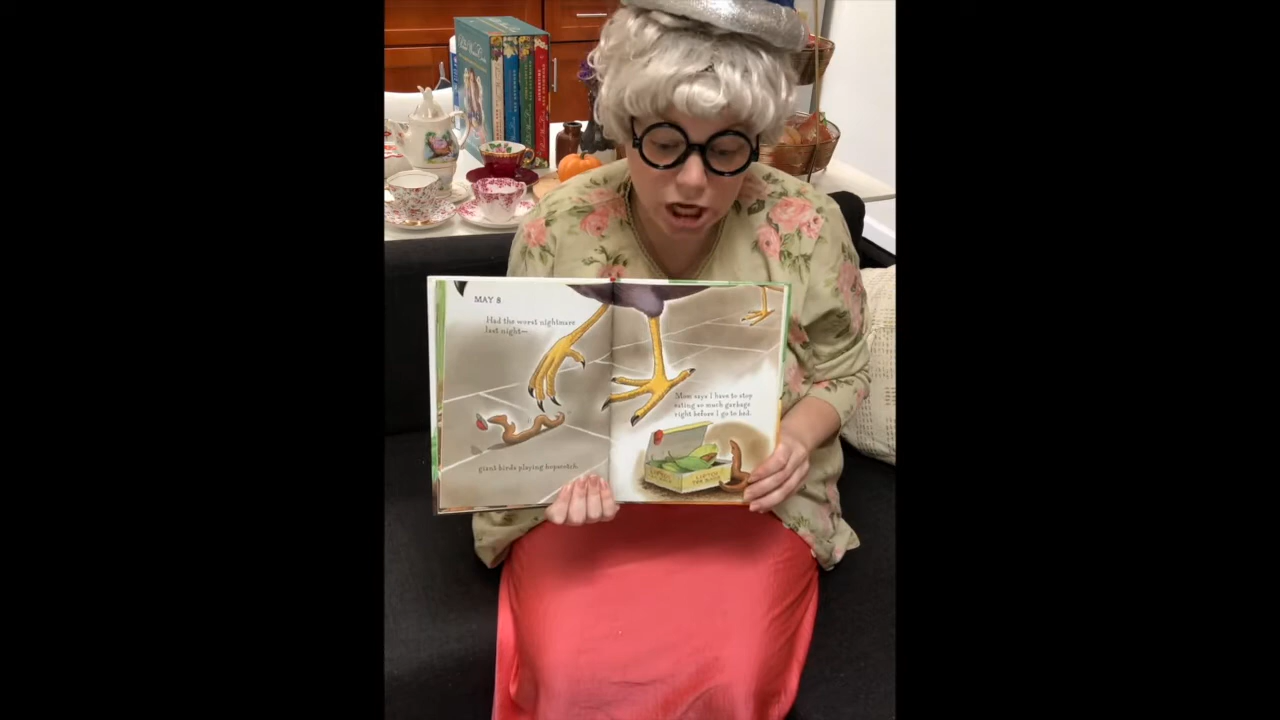 MAY 8
Had the worst nightmare
last night—
giant birds playing hopscotch.
Mom says I have to stop
eating so much garbage
right before I go to bed.